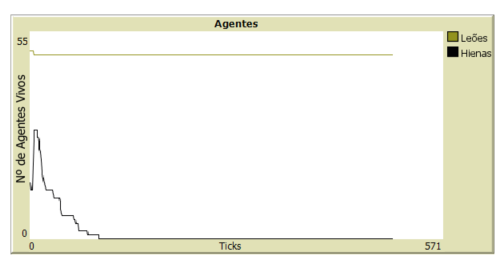 Agentes
55
Leões
Hienas
Nº de Agentes Vivos
0
0
Ticks
571